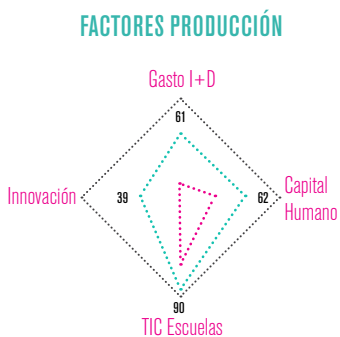 FACTORES PRODUCCIÓN
Gasto I+D
61
Innovación
39
62
Capital
Humano
90
TIC Escuelas